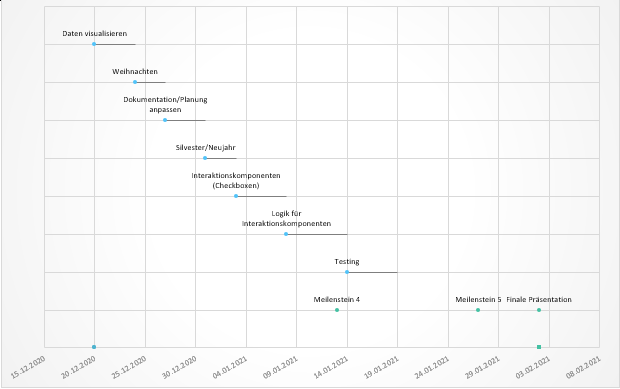 Daten visualisieren
Weihnachten
Dokumentation/Planung
anpassen
Silvester/Neujahr
Interaktionskomponenten
(Checkboxen)
Logik für
Interaktionskomponenten
Testing
Meilenstein 4
Meilenstein 5
Finale Präsentation
15.12.2020
20.12.2020
25.12.2020
30.12.2020
04.01.2021
09.01.2021
14.01.2021
19.01.2021
24.01.2021
29.01.2021
03.02.2021
08.02.2021